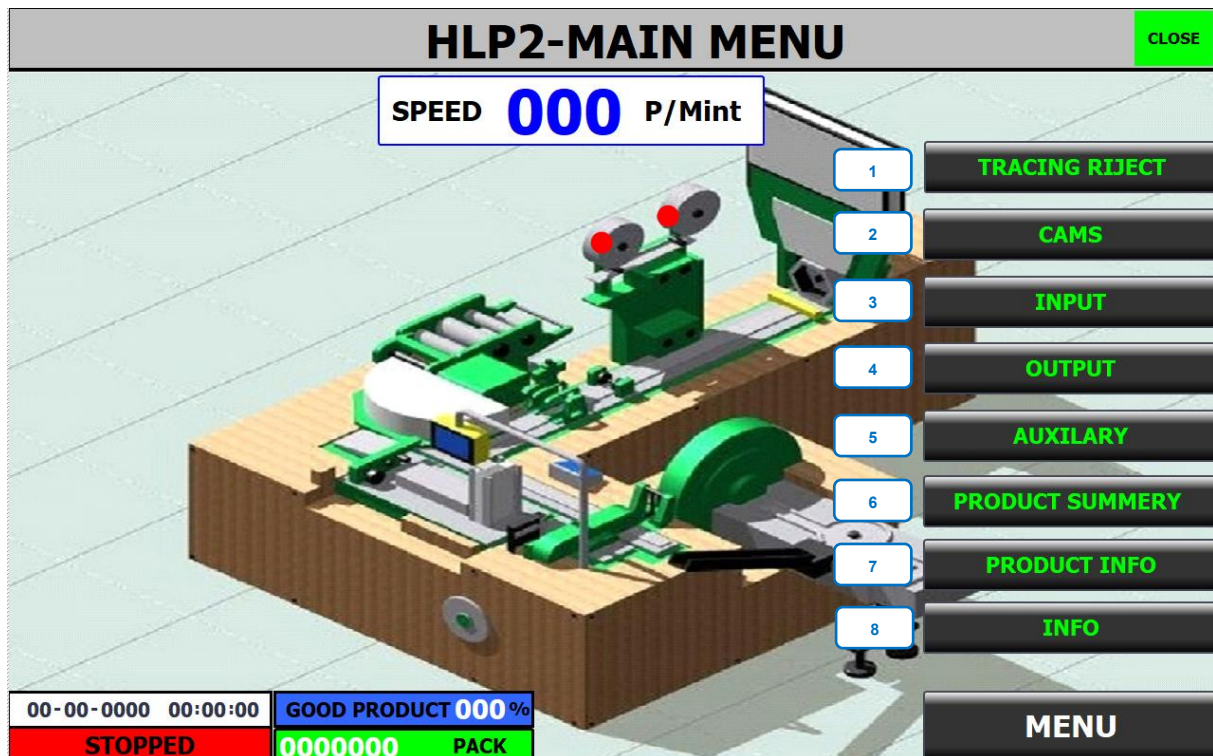 HLP2-MAIN MENU
CLOSE
SPEED 000 P/Mint
1 TRACING RIJECT
2 CAMS
3 INPUT
4 OUTPUT
5 AUXILARY
6 PRODUCT SUMMERY
7 PRODUCT INFO
8 INFO
00-00-0000 00:00:00
GOOD PRODUCT 000 %
MENU
STOPPED
0000000 PACK